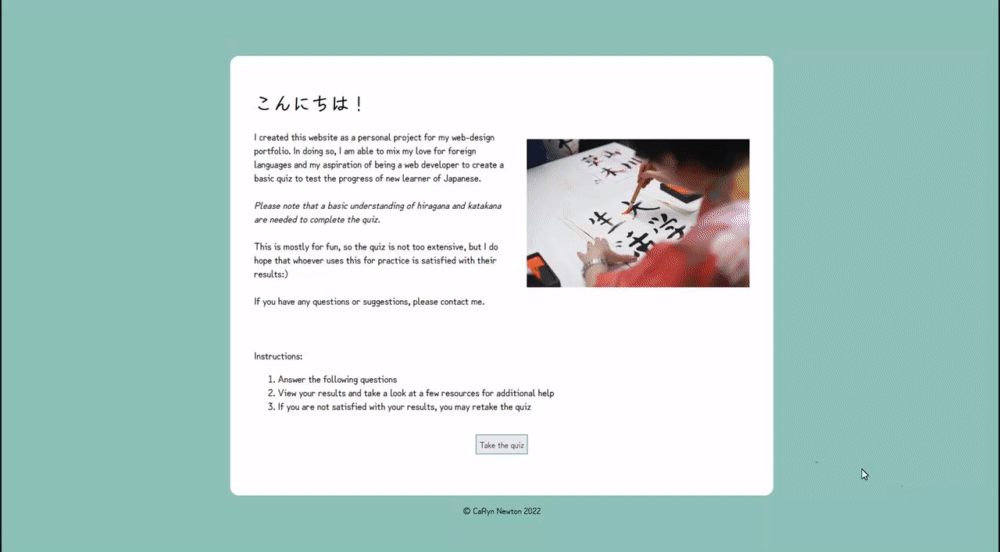 こんにちは！
I created this website as a personal project for my web-design
portfolio. In doing so, I am able to mix my love for foreign
languages and my aspiration of being a web developer to create a
basic quiz to test the progress of new learner of Japanese.
Please note that a basic understanding of hiragana and katakana
are needed to complete the quiz.
This is mostly for fun, so the quiz is not too extensive, but I do
hope that whoever uses this for practice is satisfied with their
results:)
If you have any questions or suggestions, please contact me.
Instructions:
1. Answer the following questions
2. View your results and take a look at a few resources for additional help
3. If you are not satisfied with your results, you may retake the quiz
Take the quiz
© CaRyn Newton 2022